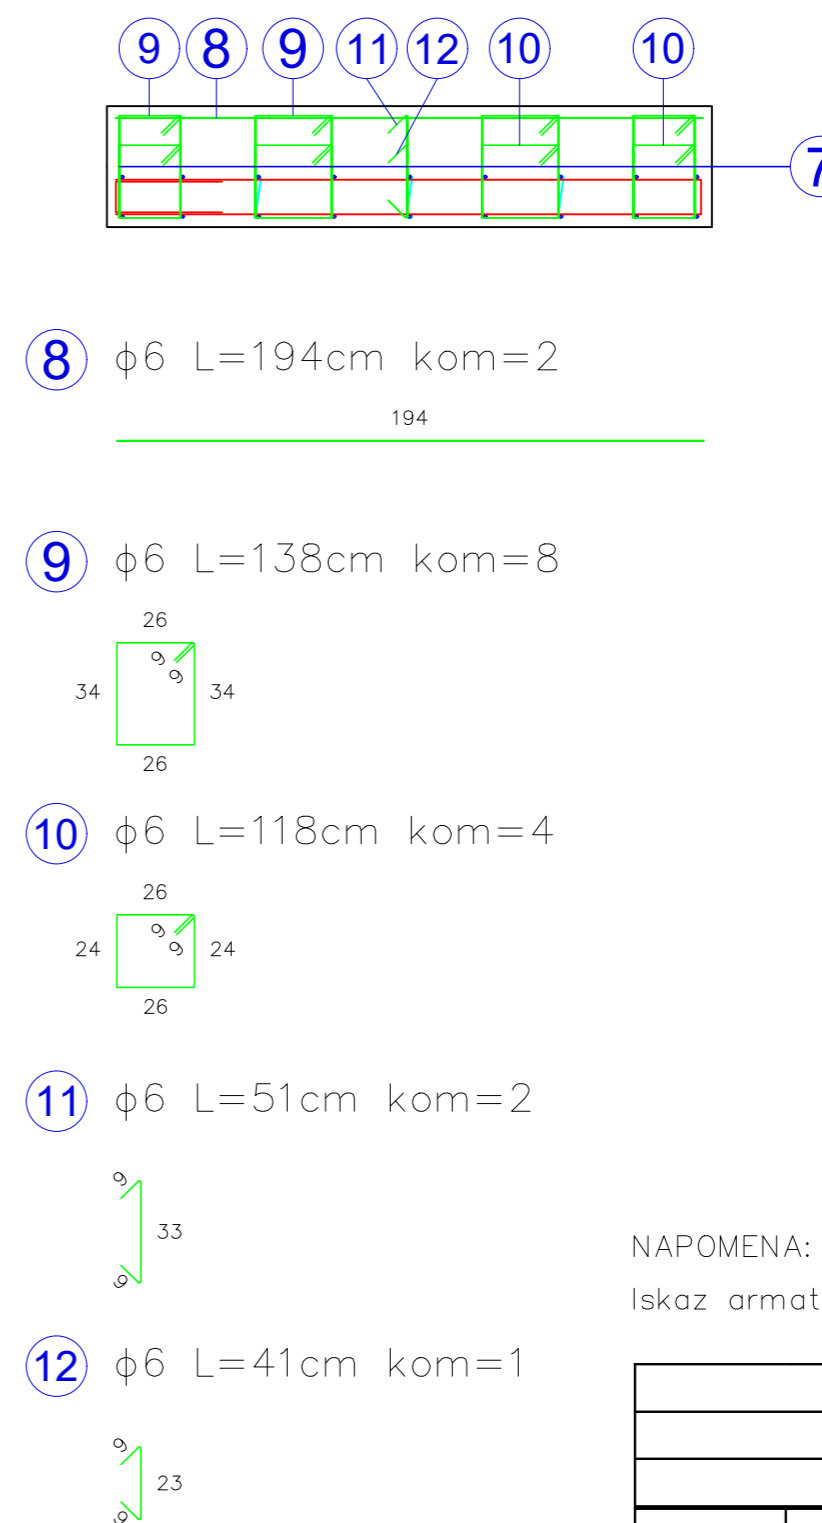 9 8 9 11 12 10 10
7
8 ϕ6 L=194cm kom=2
194
9 ϕ6 L=138cm kom=8
26
9
9
34 34
26
10 ϕ6 L=118cm kom=4
26
9
9
24 24
26
11 ϕ6 L=51cm kom=2
9
33
9
NAPOMENA:
Iskaz armat
12 ϕ6 L=41cm kom=1
9
23
9